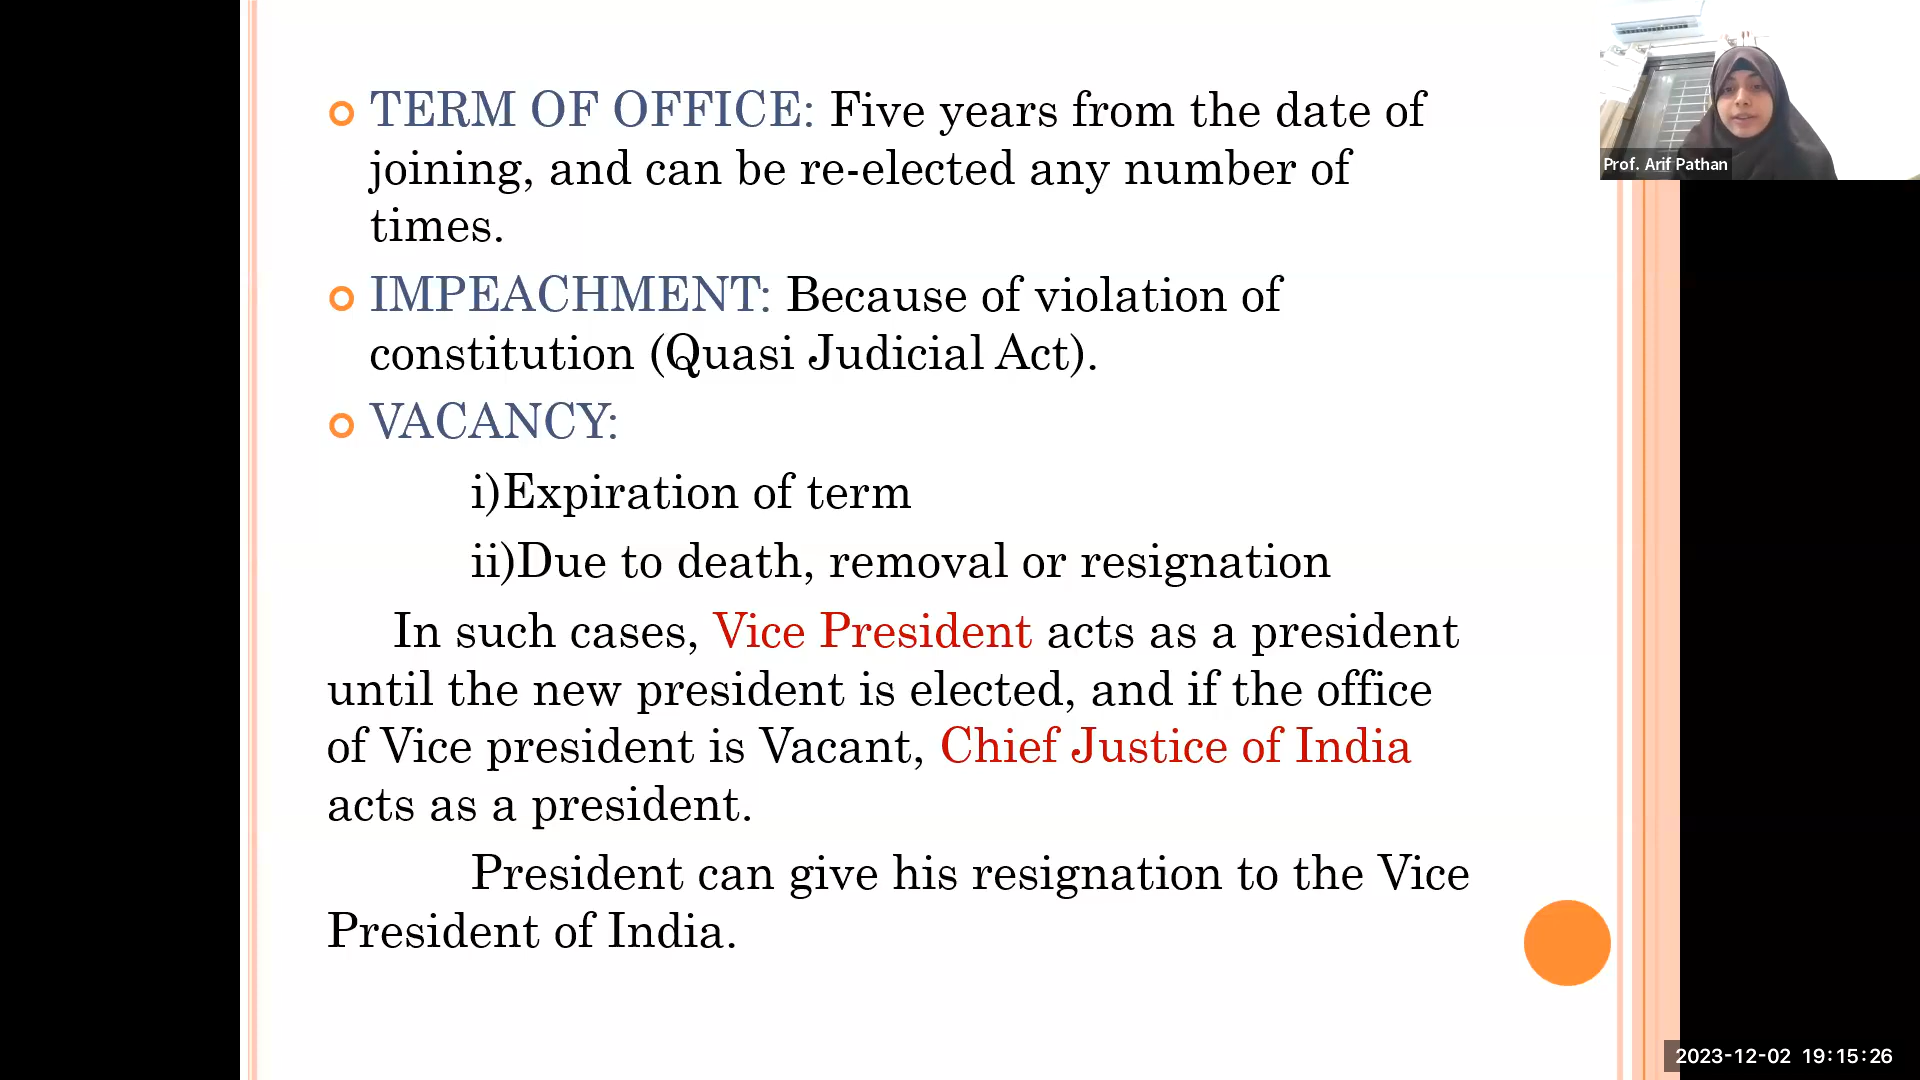 TERM OF OFFICE: Five years from the date of
joining, and can be re-elected any number of
times.
IMPEACHMENT: Because of violation of
constitution (Quasi Judicial Act).
VACANCY:
i)Expiration of term
ii)Due to death, removal or resignation
In such cases, Vice President acts as a president
until the new president is elected, and if the office
of Vice president is Vacant, Chief Justice of India
acts as a president.
President can give his resignation to the Vice
President of India.
Prof. Arif Pathan
2023-12-02 19:15:26